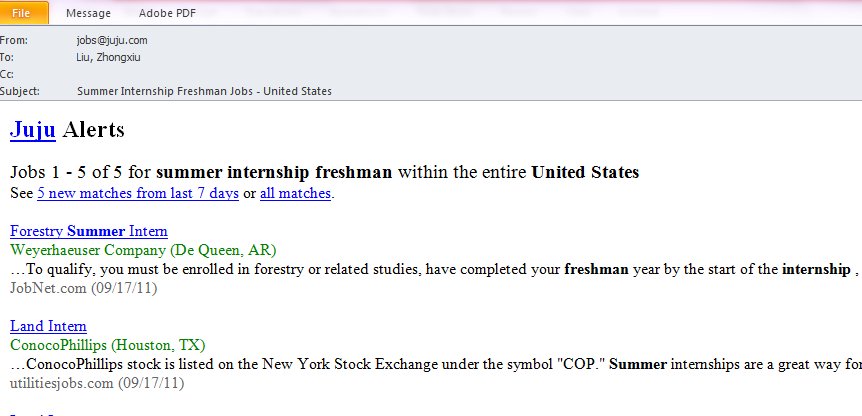 File Message Adobe PDF
From: jobs@juju.com
To: Liu, Zhongxiu
Cc:
Subject: Summer Internship Freshman Jobs - United States
Juju Alerts
Jobs 1 - 5 of 5 for summer internship freshman within the entire United States
See 5 new matches from last 7 days or all matches.
Forestry Summer Intern
Weyerhaeuser Company (De Queen, AR)
…To qualify, you must be enrolled in forestry or related studies, have completed your freshman year by the start of the internship ,
JobNet.com (09/17/11)
Land Intern
ConocoPhillips (Houston, TX)
…ConocoPhillips stock is listed on the New York Stock Exchange under the symbol "COP." Summer internships are a great way for
utilitiesjobs.com (09/17/11)